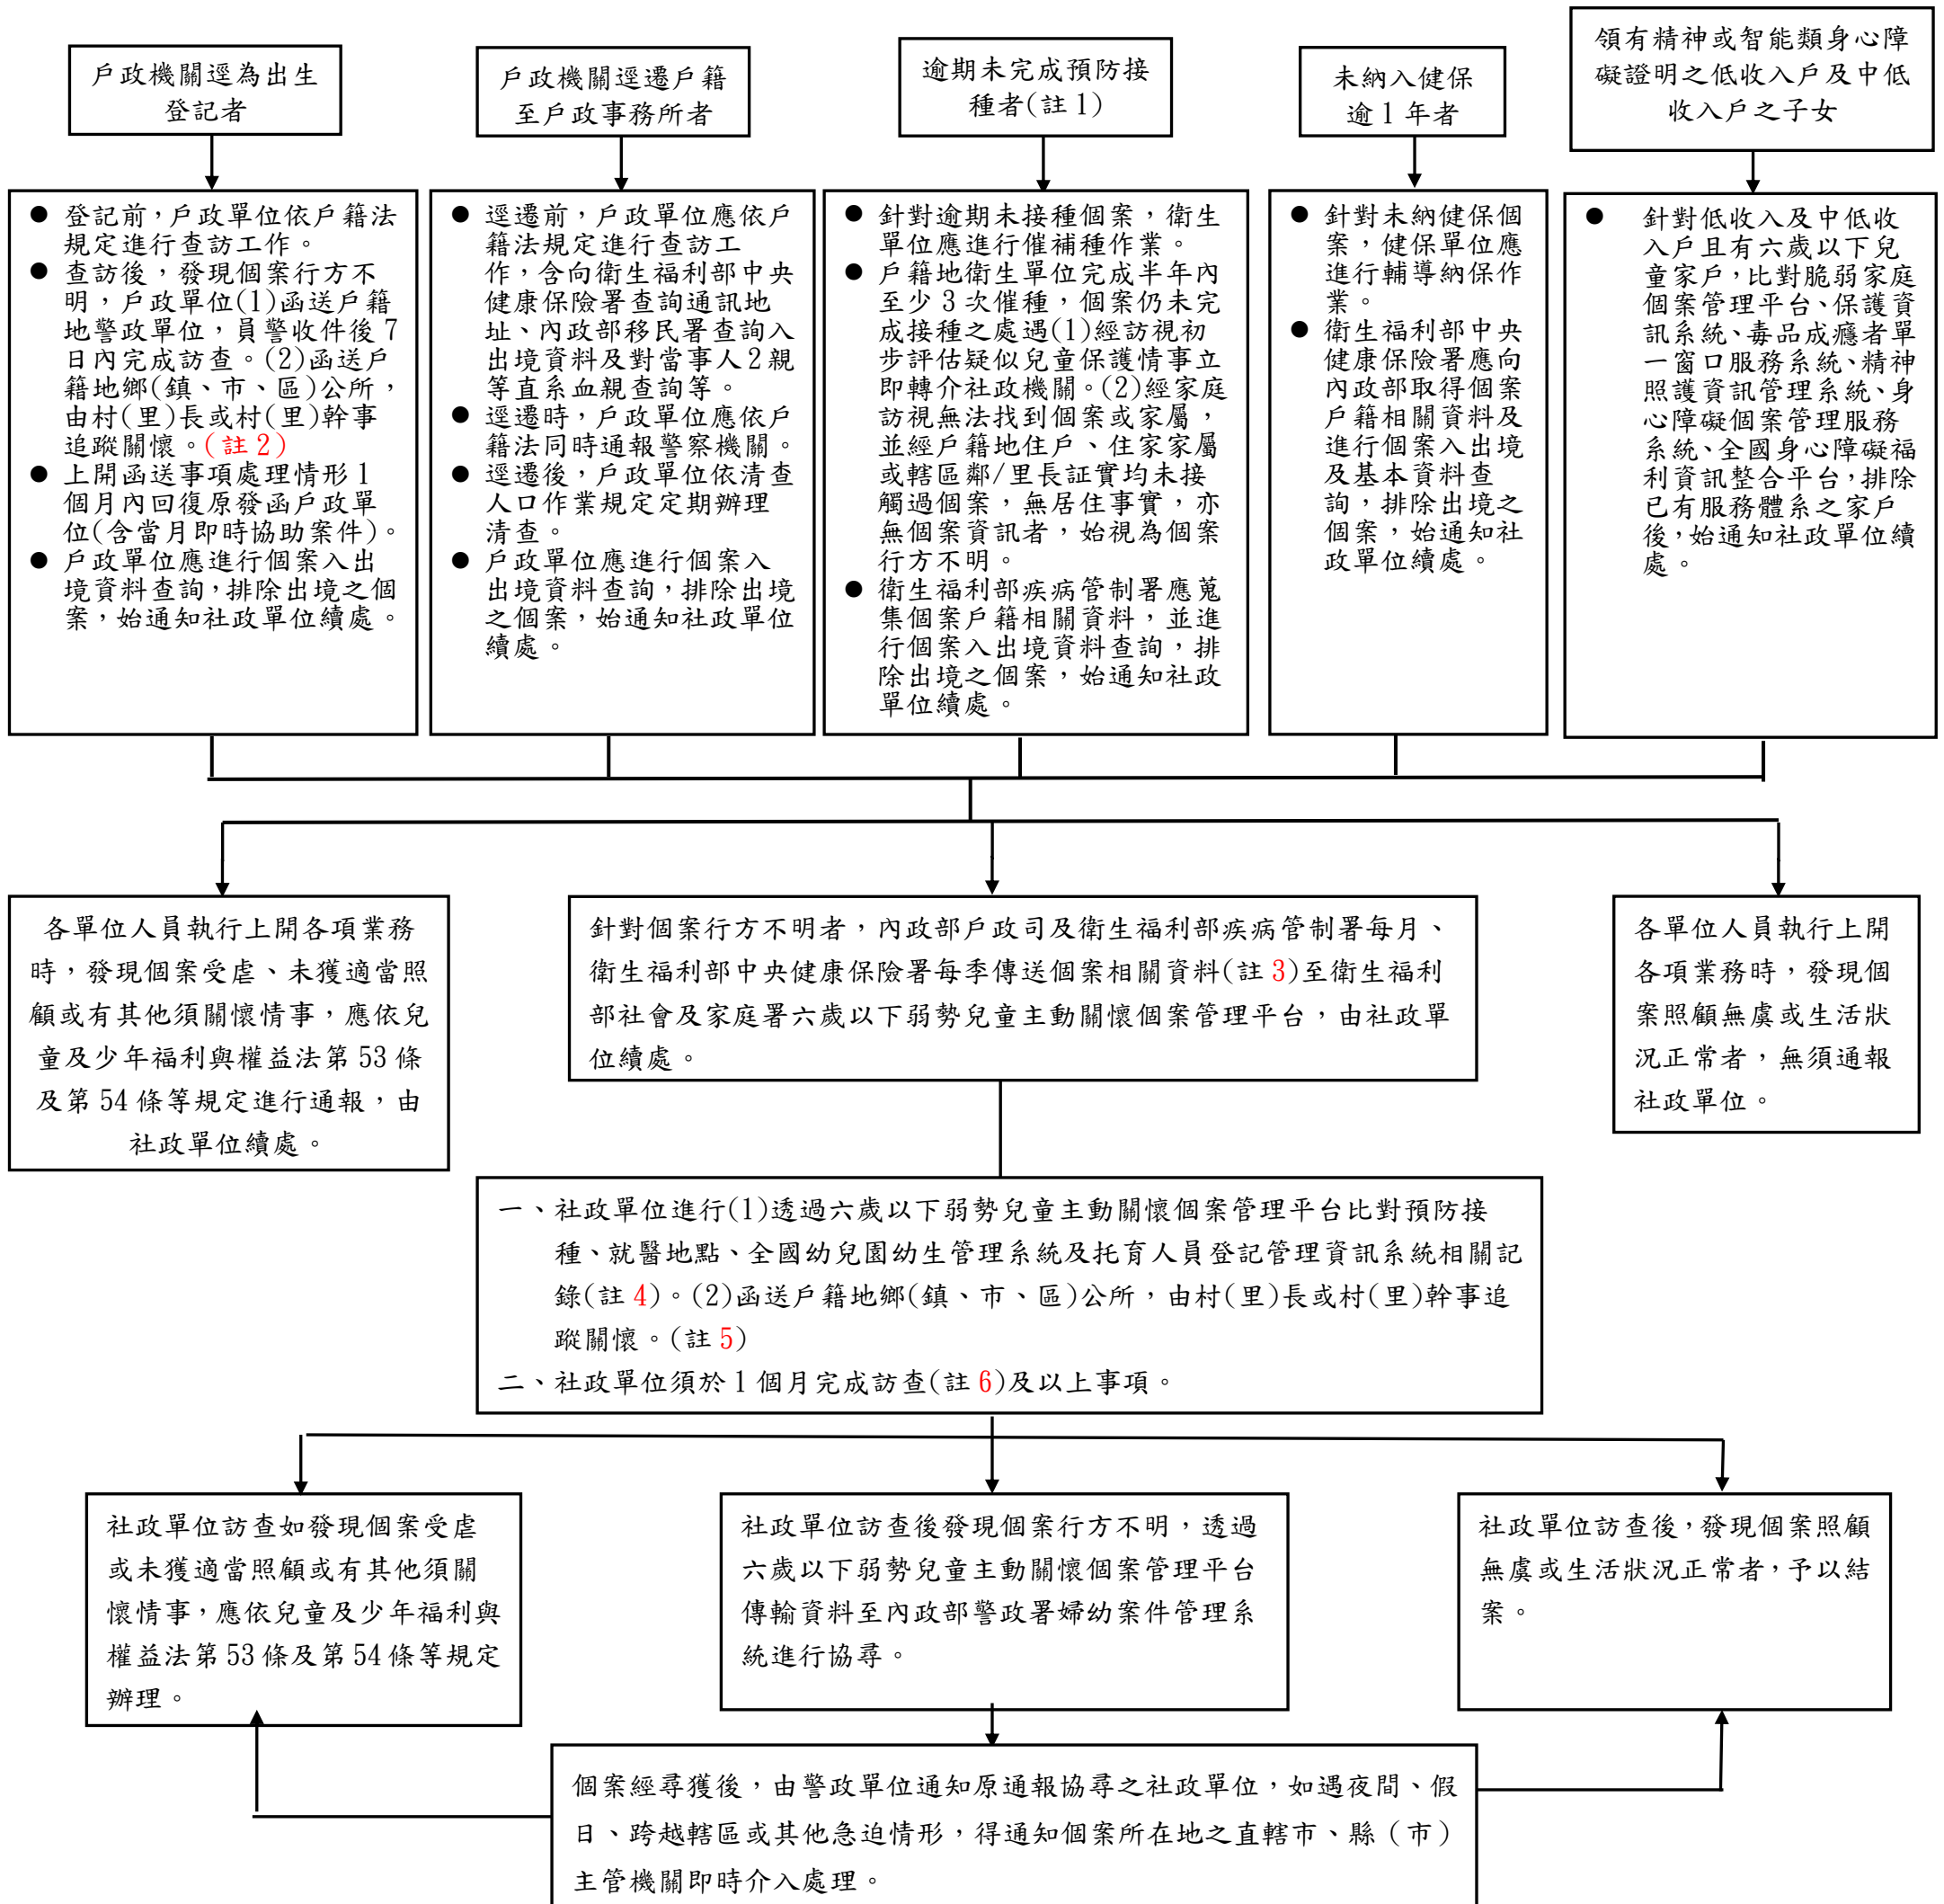 戶政機關逕為出生
登記者
戶政機關逕遷戶籍
至戶政事務所者
逾期未完成預防接
種者(註1)
未納入健保
逾1年者
領有精神或智能類身心障
礙證明之低收入戶及中低
收入戶之子女
● 登記前，戶政單位依戶籍法
規定進行查訪工作。
● 查訪後，發現個案行方不
明，戶政單位(1)函送戶籍
地警政單位，員警收件後7
日內完成訪查。(2)函送戶
籍地鄉(鎮、市、區)公所，
由村(里)長或村(里)幹事
追蹤關懷。(註2)
● 上開函送事項處理情形1
個月內回復原發函戶政單
位(含當月即時協助案件)。
● 戶政單位應進行個案入出
境資料查詢，排除出境之個
案，始通知社政單位續處。
● 逕遷前，戶政單位應依戶
籍法規定進行查訪工
作，含向衛生福利部中央
健康保險署查詢通訊地
址、內政部移民署查詢入
出境資料及對當事人2親
等直系血親查詢等。
● 逕遷時，戶政單位應依戶
籍法同時通報警察機關。
● 逕遷後，戶政單位依清查
人口作業規定定期辦理
清查。
● 戶政單位應進行個案入
出境資料查詢，排除出境
之個案，始通知社政單位
續處。
● 針對逾期未接種個案，衛生
單位應進行催補種作業。
● 戶籍地衛生單位完成半年內
至少3次催種，個案仍未完
成接種之處遇(1)經訪視初
步評估疑似兒童保護情事立
即轉介社政機關。(2)經家庭
訪視無法找到個案或家屬，
並經戶籍地住戶、住家家屬
或轄區鄰/里長証實均未接
觸過個案，無居住事實，亦
無個案資訊者，始視為個案
行方不明。
● 衛生福利部疾病管制署應蒐
集個案戶籍相關資料，並進
行個案入出境資料查詢，排
除出境之個案，始通知社政
單位續處。
● 針對未納健保個
案，健保單位應
進行輔導納保作
業。
● 衛生福利部中央
健康保險署應向
內政部取得個案
戶籍相關資料及
進行個案入出境
及基本資料查
詢，排除出境之
個案，始通知社
政單位續處。
● 針對低收入及中低收
入戶且有六歲以下兒
童家戶，比對脆弱家庭
個案管理平台、保護資
訊系統、毒品成癮者單
一窗口服務系統、精神
照護資訊管理系統、身
心障礙個案管理服務
系統、全國身心障礙福
利資訊整合平台，排除
已有服務體系之家戶
後，始通知社政單位續
處。
各單位人員執行上開各項業務
時，發現個案受虐、未獲適當照
顧或有其他須關懷情事，應依兒
童及少年福利與權益法第53條
及第54條等規定進行通報，由
社政單位續處。
針對個案行方不明者，內政部戶政司及衛生福利部疾病管制署每月、
衛生福利部中央健康保險署每季傳送個案相關資料(註3)至衛生福利
部社會及家庭署六歲以下弱勢兒童主動關懷個案管理平台，由社政單
位續處。
各單位人員執行上開
各項業務時，發現個
案照顧無虞或生活狀
況正常者，無須通報
社政單位。
一、社政單位進行(1)透過六歲以下弱勢兒童主動關懷個案管理平台比對預防接
種、就醫地點、全國幼兒園幼生管理系統及托育人員登記管理資訊系統相關記
錄(註4)。(2)函送戶籍地鄉(鎮、市、區)公所，由村(里)長或村(里)幹事追
蹤關懷。(註5)
二、社政單位須於1個月完成訪查(註6)及以上事項。
社政單位訪查如發現個案受虐
或未獲適當照顧或有其他須關
懷情事，應依兒童及少年福利與
權益法第53條及第54條等規定
辦理。
社政單位訪查後發現個案行方不明，透過
六歲以下弱勢兒童主動關懷個案管理平台
傳輸資料至內政部警政署婦幼案件管理系
統進行協尋。
社政單位訪查後，發現個案照顧
無虞或生活狀況正常者，予以結
案。
個案經尋獲後，由警政單位通知原通報協尋之社政單位，如遇夜間、假
日、跨越轄區或其他急迫情形，得通知個案所在地之直轄市、縣（市）
主管機關即時介入處理。